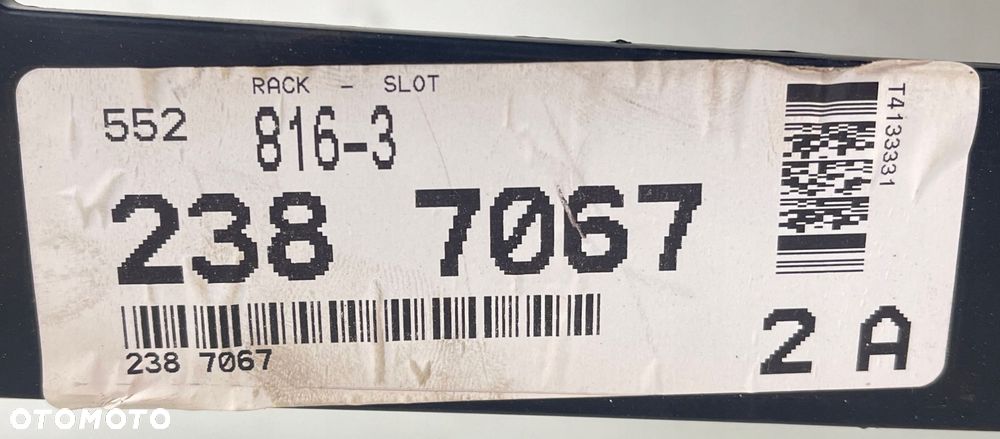 RACK - SLOT
552 816-3
238 7067
238 7067
2 A
T4133331
OTOMOTO